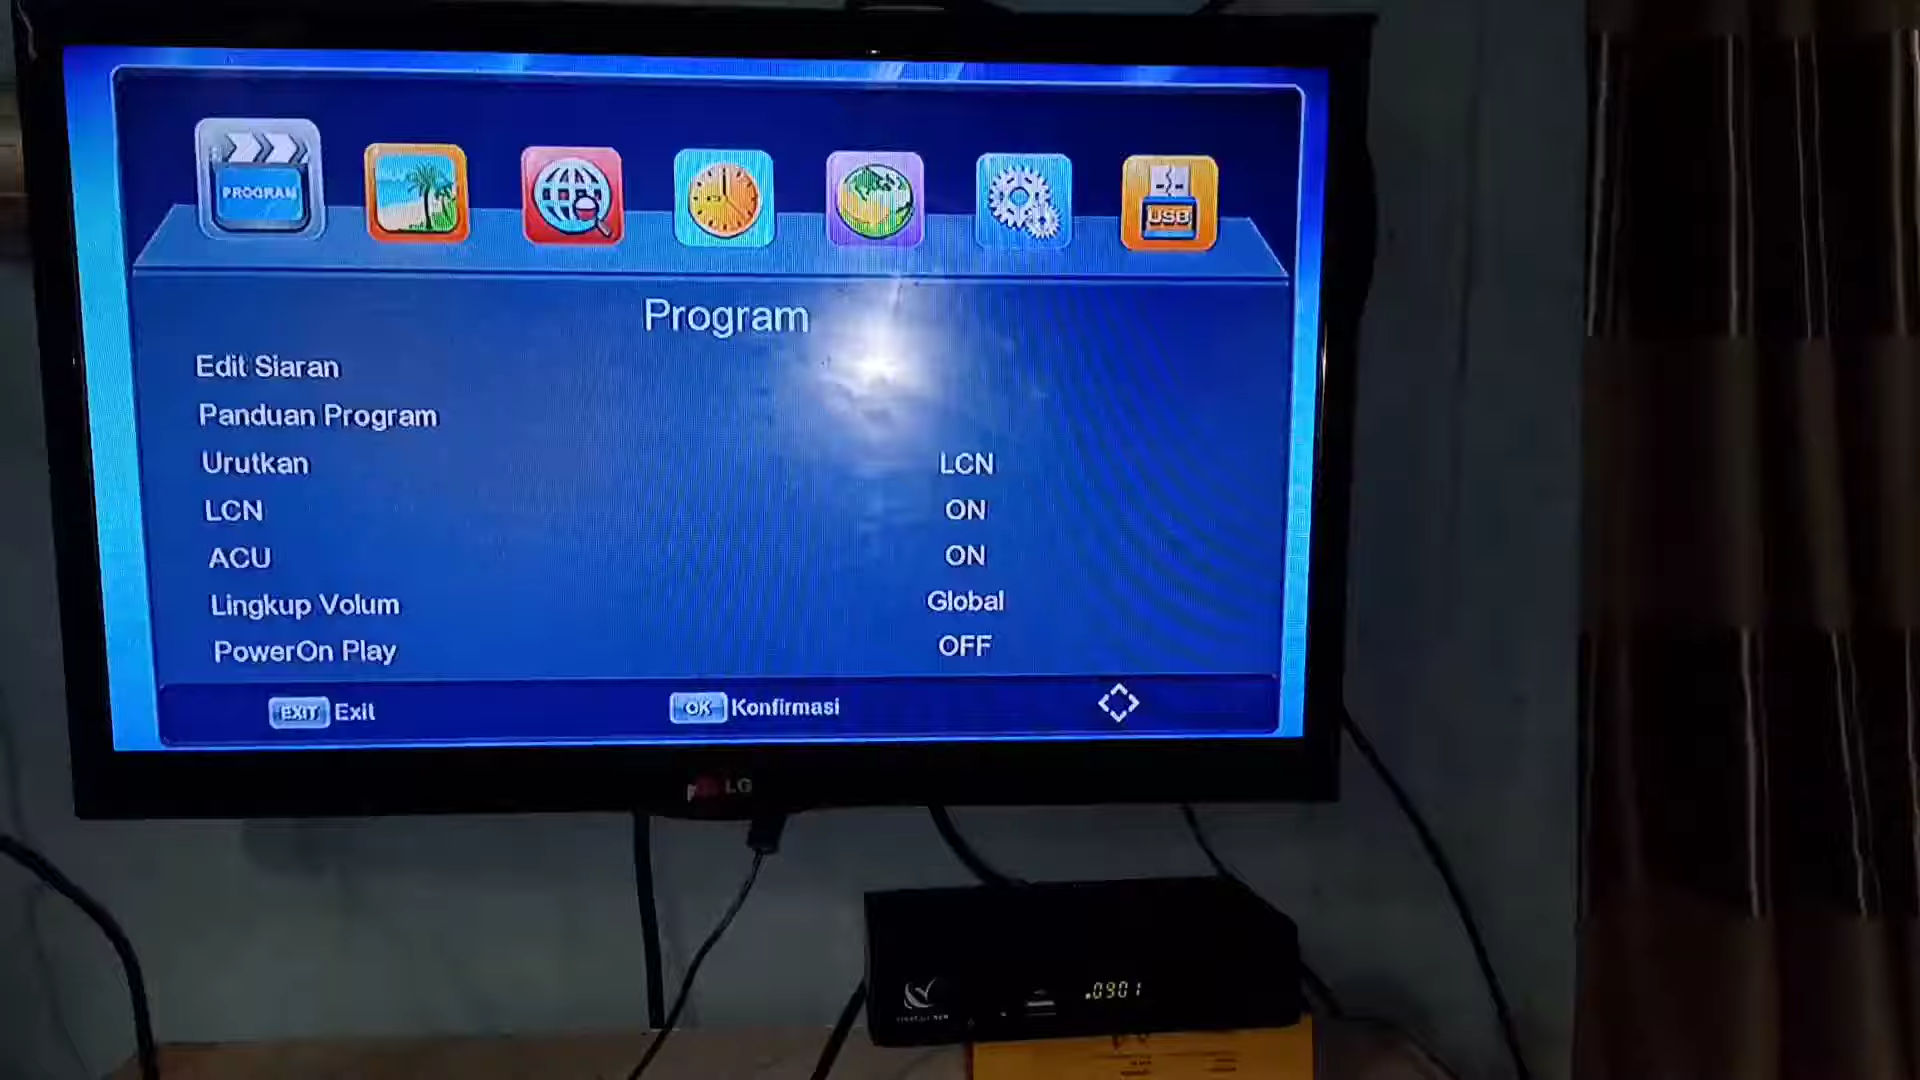 PROGRAM
USB
Program
Edit Siaran
Panduan Program
Urutkan LCN
LCN ON
ACU ON
Lingkup Volum Global
PowerOn Play OFF
EXIT Exit OK Konfirmasi
LG
.0901